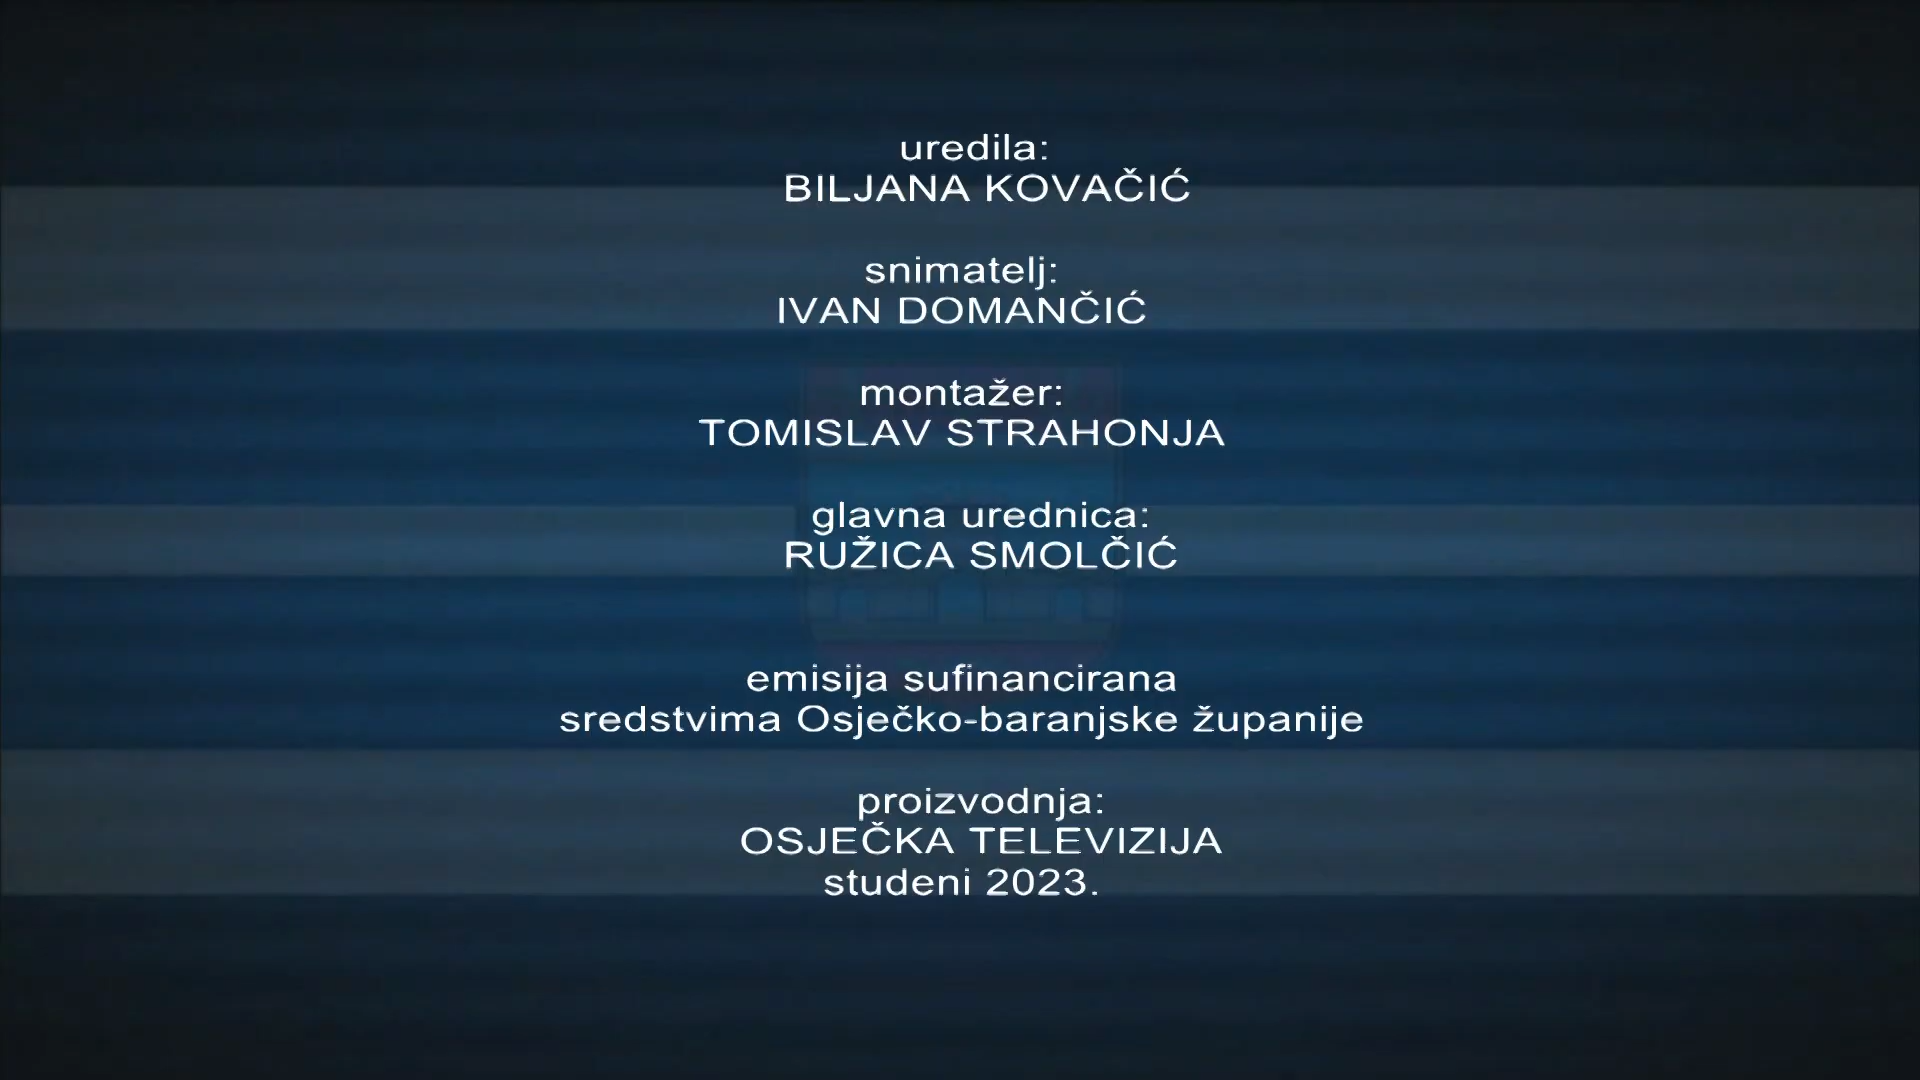 uredila:
BILJANA KOVAČIĆ
snimatelj:
IVAN DOMANČIĆ
montažer:
TOMISLAV STRAHONJA
glavna urednica:
RUŽICA SMOLČIĆ
emisija sufinancirana
sredstvima Osječko-baranjske županije
proizvodnja:
OSJEČKA TELEVIZIJA
studeni 2023.